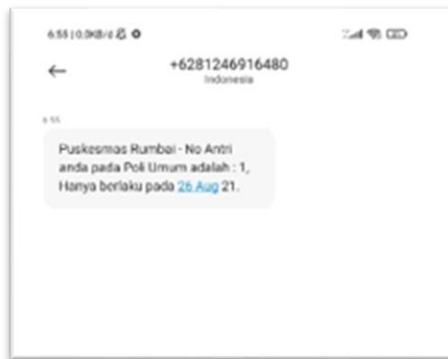 6:55 | 0,0KB/d
+6281246916480
Indonesia
6:55
Puskesmas Rumbai - No Antri
anda pada Poli Umum adalah : 1,
Hanya berlaku pada 26 Aug 21.